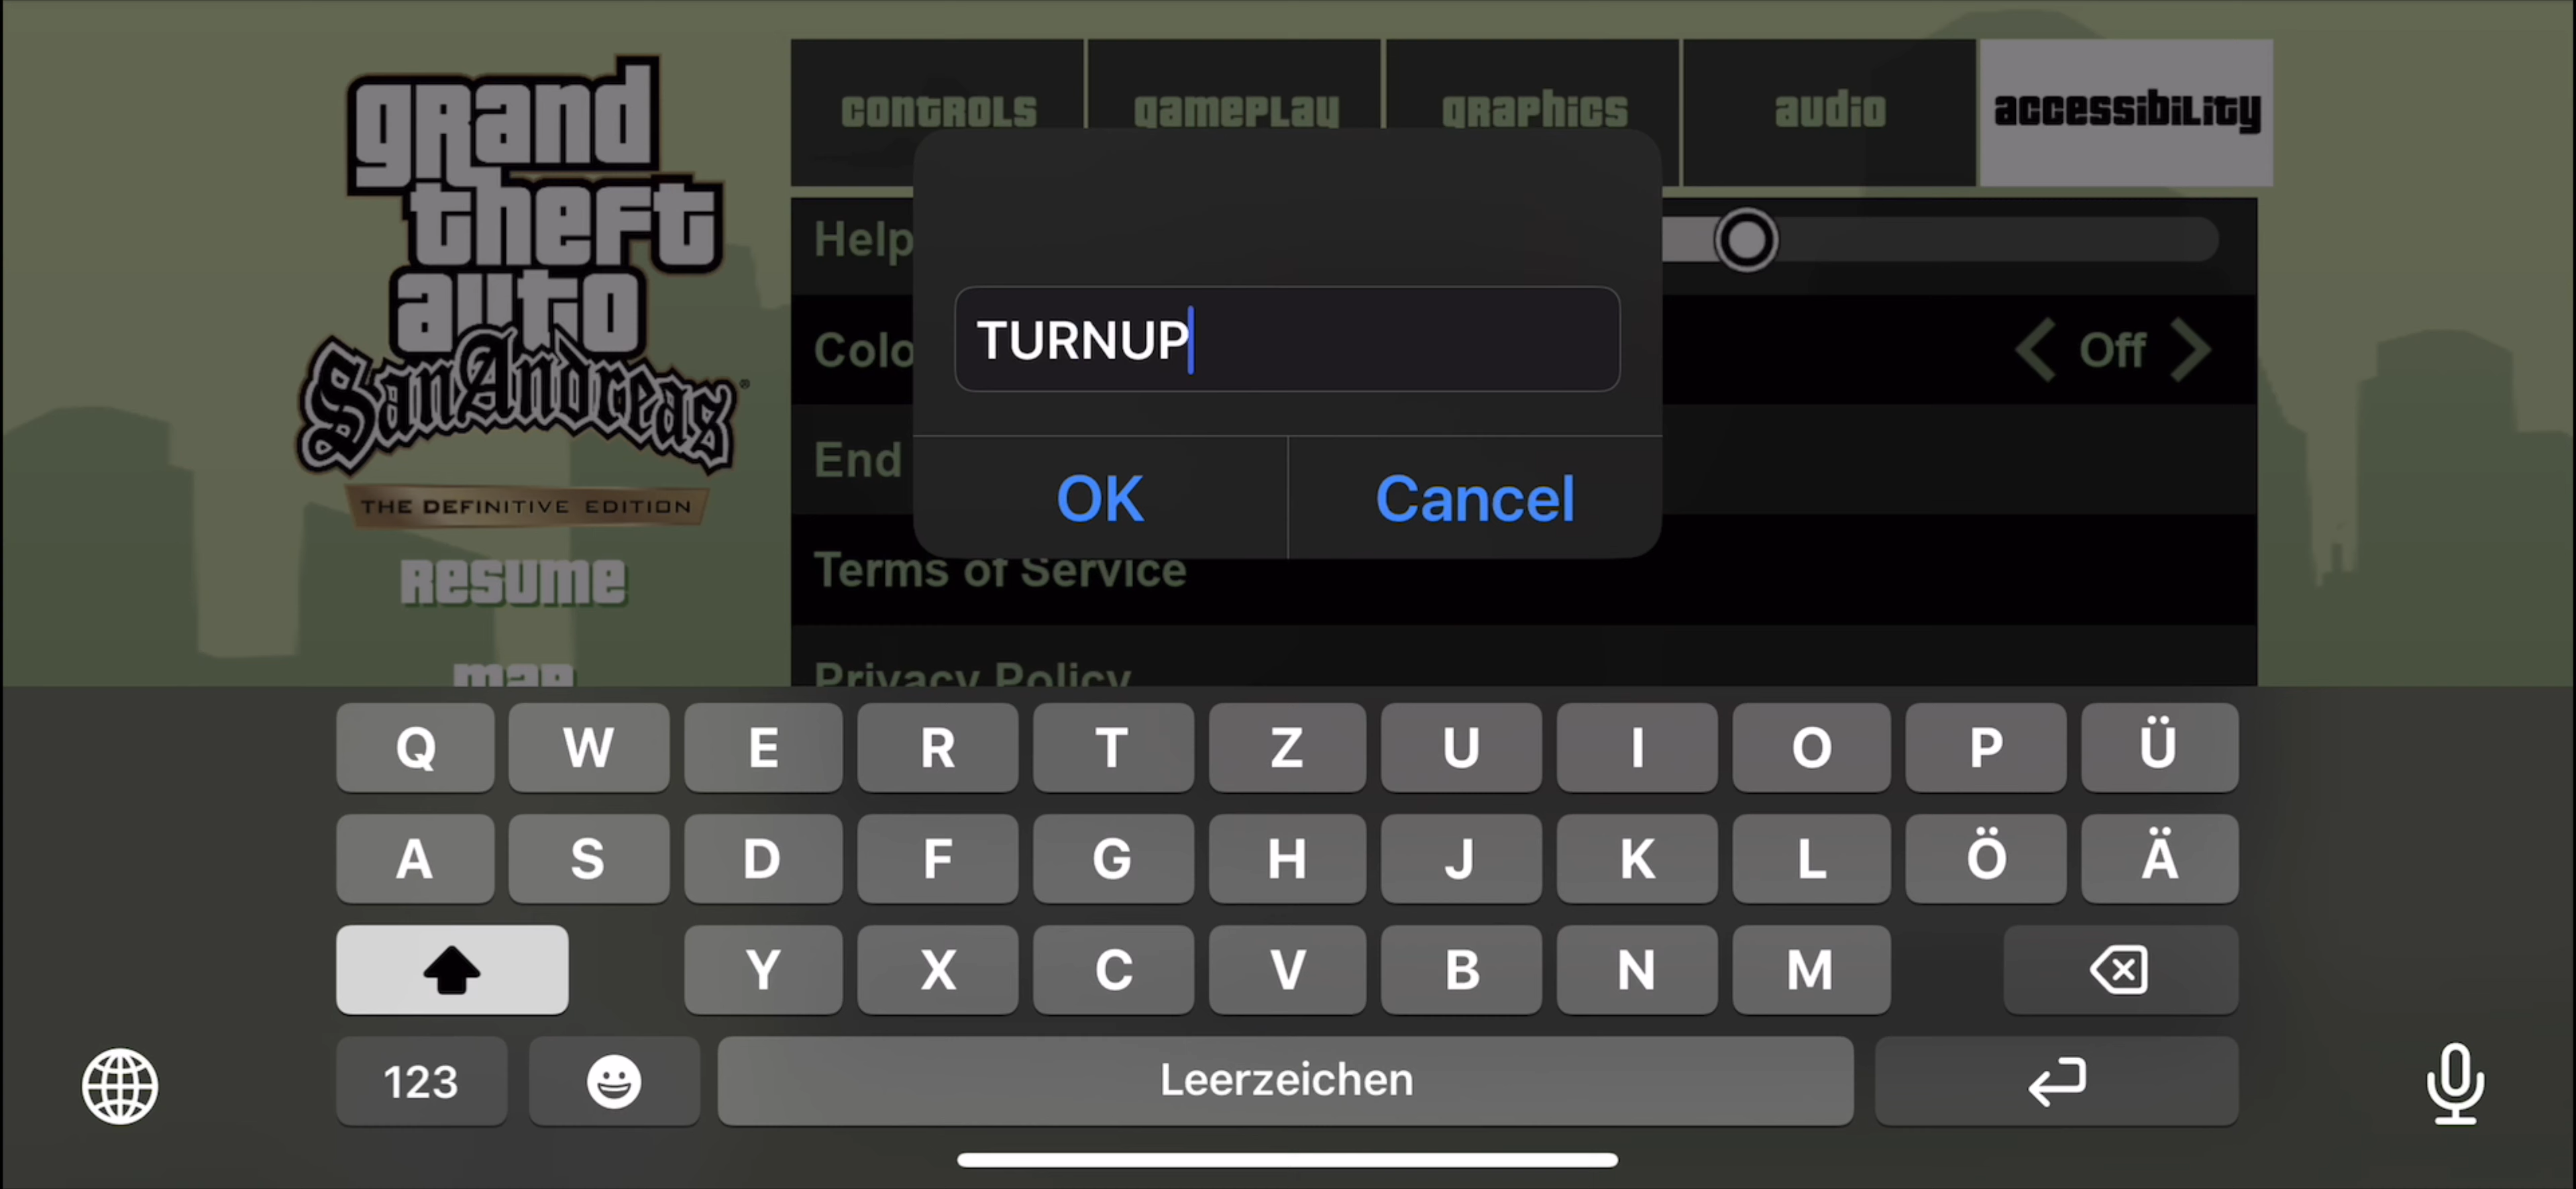 grand
theft
auto
San Andreas®
THE DEFINITIVE EDITION
Resume
map
controls
gameplay
graphics
audio
accessibility
Help
Colo
Off
End
Terms of Service
Privacy Policy
TURNUP
OK
Cancel
Q W E R T Z U I O P Ü
A S D F G H J K L Ö Ä
Y X C V B N M
123
Leerzeichen